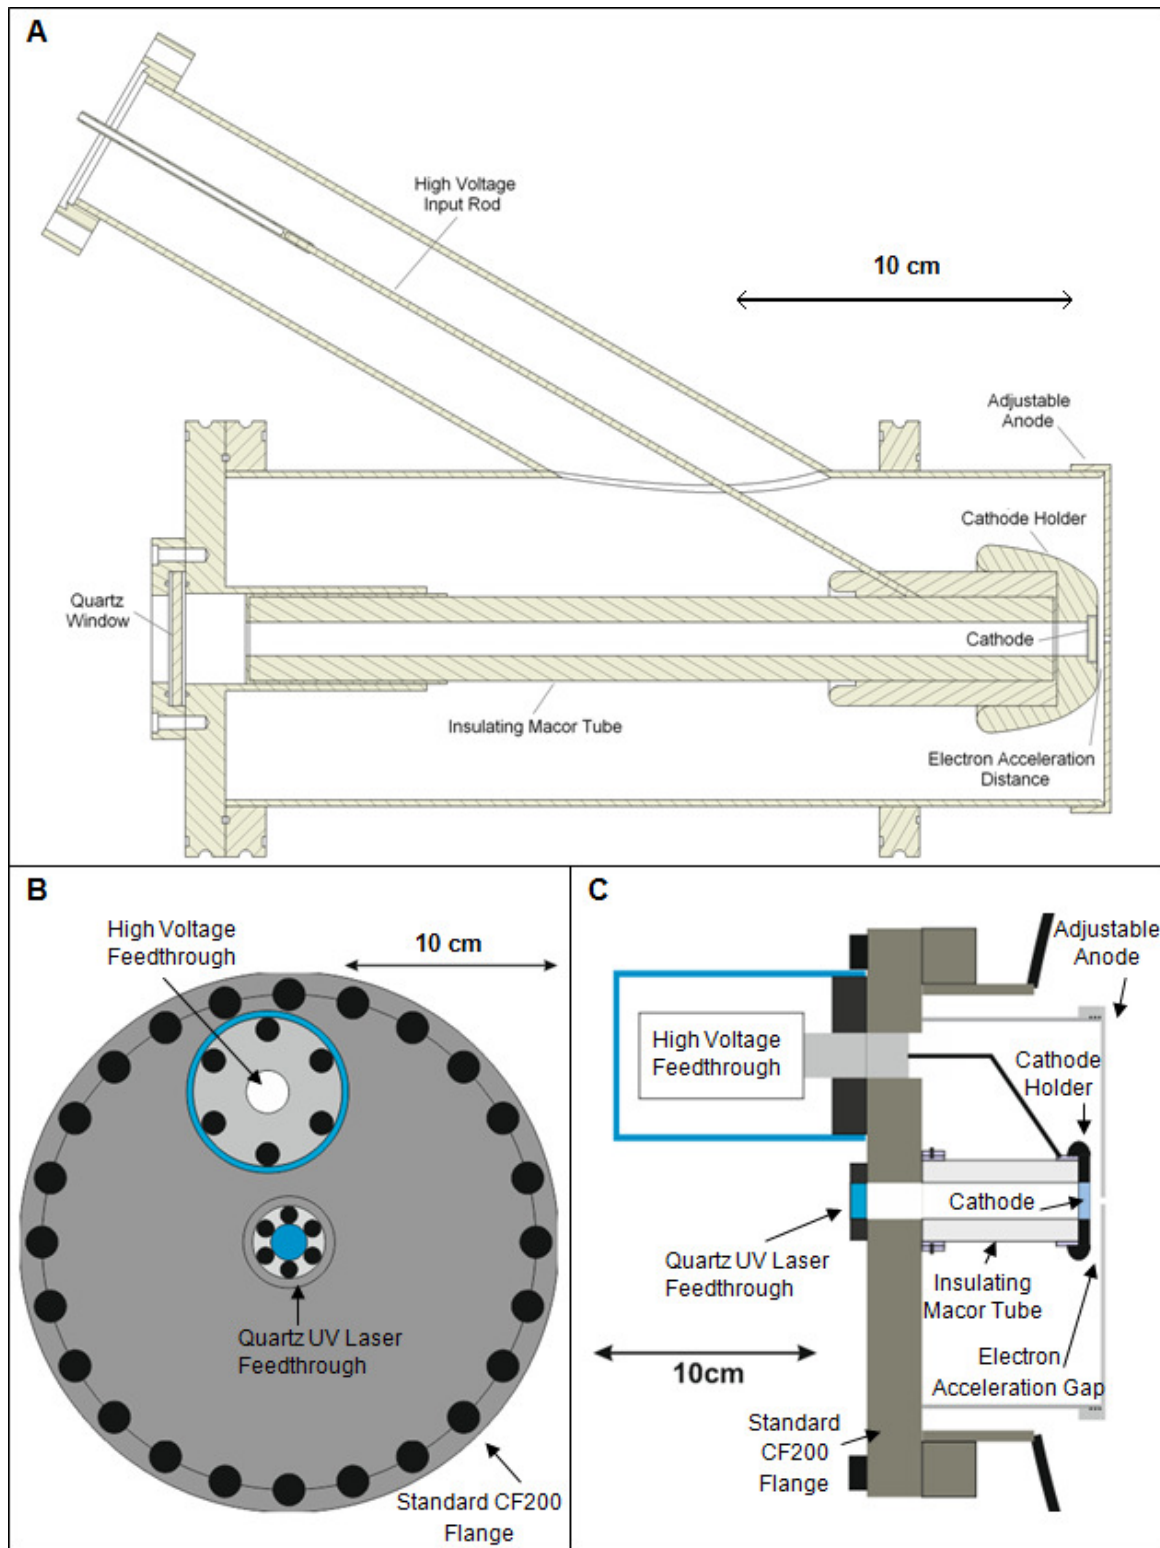 A
High Voltage
Input Rod
10 cm
Adjustable
Anode
Cathode Holder
Quartz
Window
Cathode
Insulating Macor Tube
Electron Acceleration
Distance
B
High Voltage
Feedthrough
10 cm
Quartz UV Laser
Feedthrough
Standard CF200
Flange
C
Adjustable
Anode
High Voltage
Feedthrough
Cathode
Holder
Cathode
Quartz UV Laser
Feedthrough
Insulating
Macor Tube
10cm
Electron
Acceleration Gap
Standard
CF200
Flange